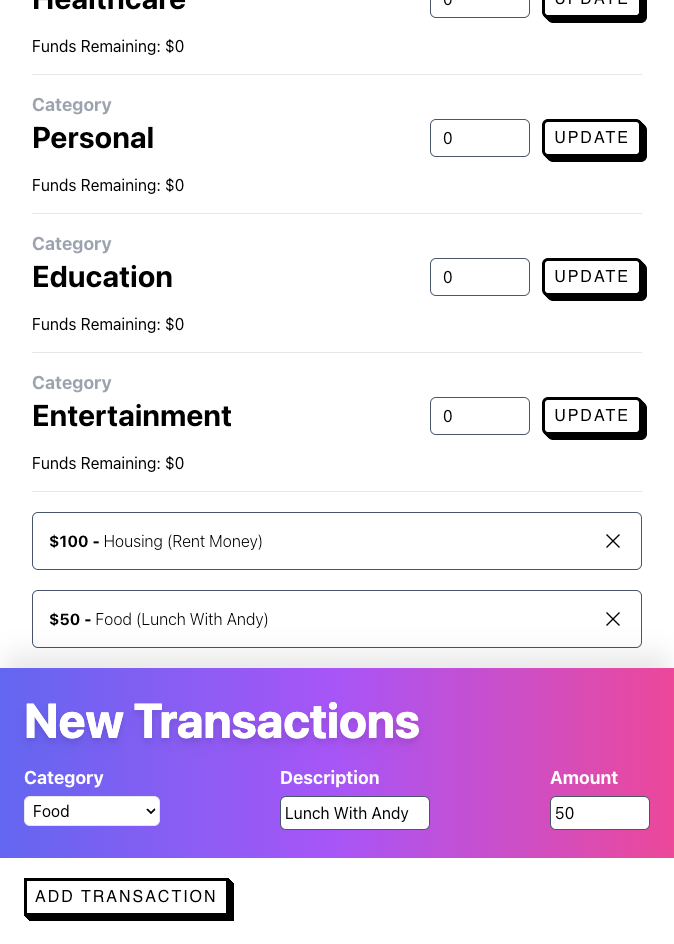 Healthcare
0 UPDATE
Funds Remaining: $0
Category
Personal
0 UPDATE
Funds Remaining: $0
Category
Education
0 UPDATE
Funds Remaining: $0
Category
Entertainment
0 UPDATE
Funds Remaining: $0
$100 - Housing (Rent Money)
$50 - Food (Lunch With Andy)
New Transactions
Category Description Amount
Food Lunch With Andy 50
ADD TRANSACTION